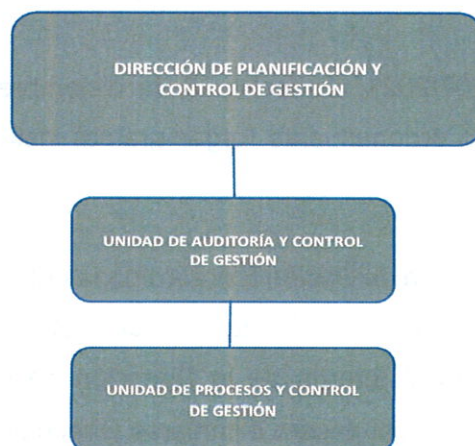 DIRECCIÓN DE PLANIFICACIÓN Y
CONTROL DE GESTIÓN
UNIDAD DE AUDITORÍA Y CONTROL
DE GESTIÓN
UNIDAD DE PROCESOS Y CONTROL
DE GESTIÓN